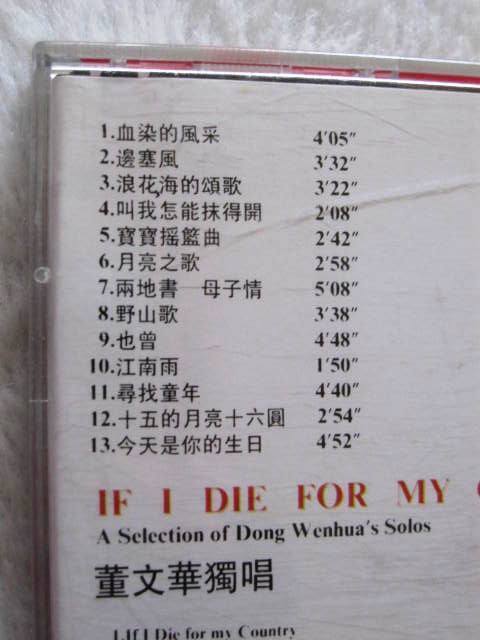 1.血染的風采 4'05"
2.邊塞風 3'32"
3.浪花,海的頌歌 3'22"
4.叫我怎能抹得開 2'08"
5.寶寶摇籃曲 2'42"
6.月亮之歌 2'58"
7.兩地書 母子情 5'08"
8.野山歌 3'38"
9.也曾 4'48"
10.江南雨 1'50"
11.尋找童年 4'40"
12.十五的月亮十六圓 2'54"
13.今天是你的生日 4'52"
IF I DIE FOR MY
A Selection of Dong Wenhua's Solos
董文華獨唱
1.If I Die for my Country